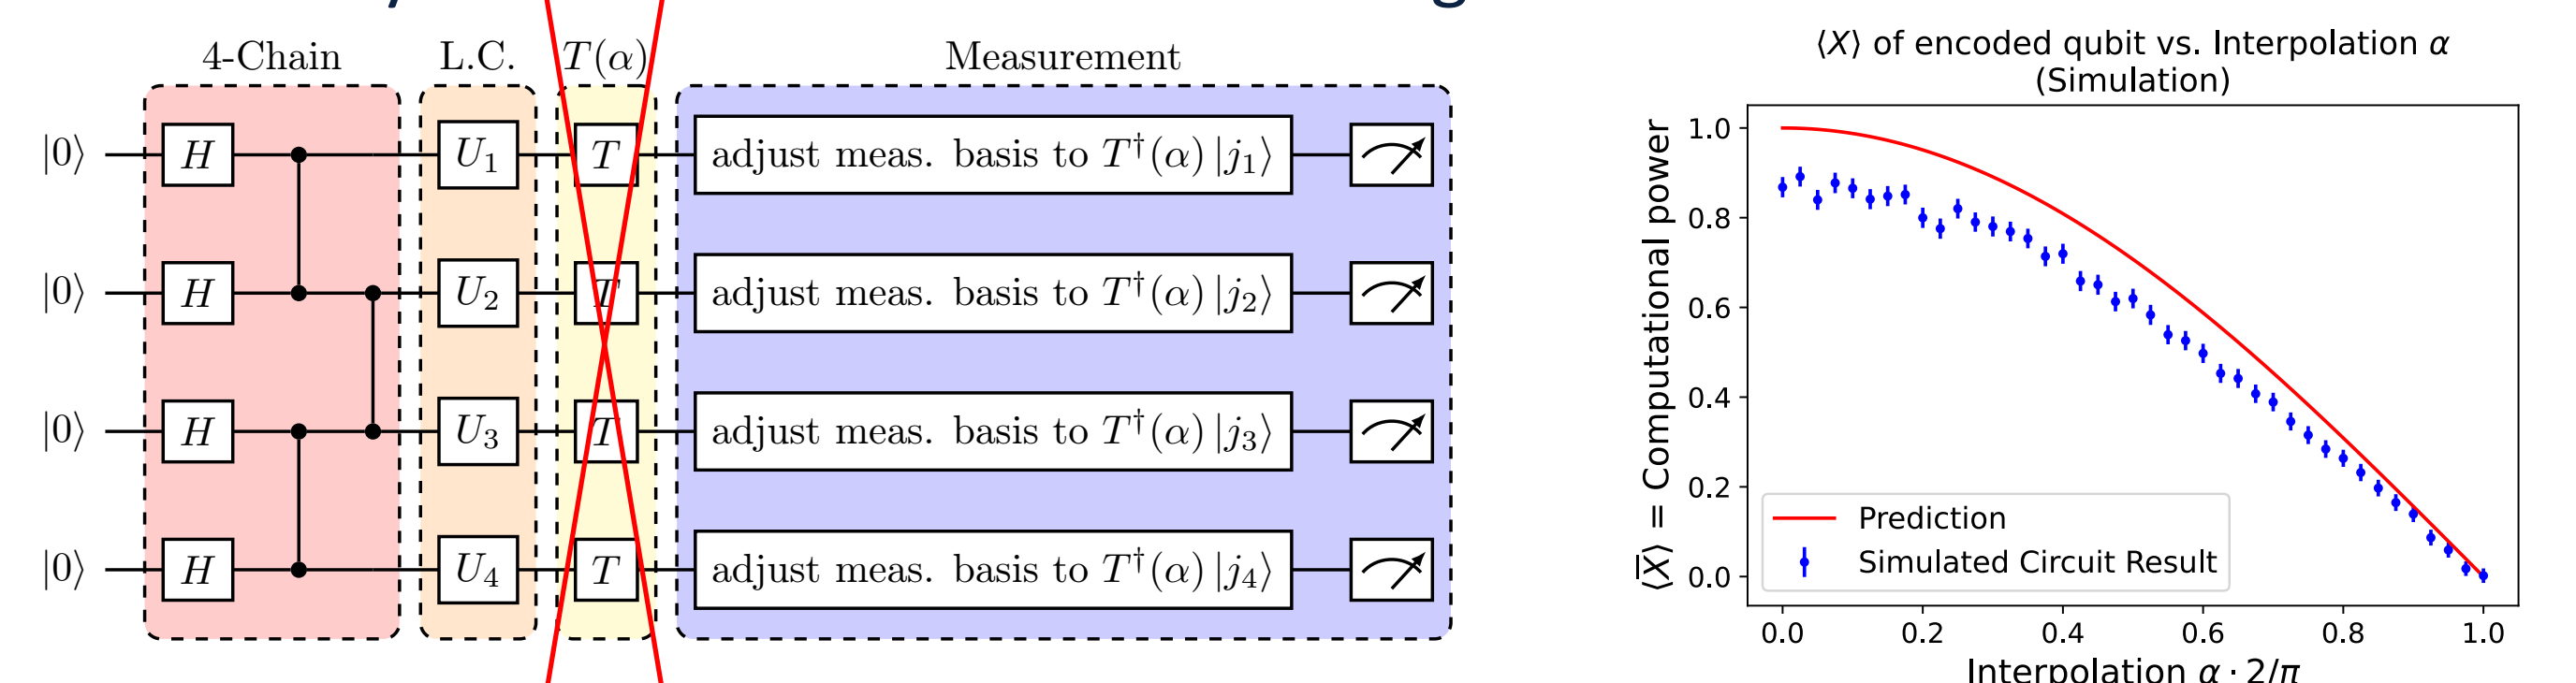 4-Chain
L.C.
T(α)
Measurement
|0⟩ H U₁ T adjust meas. basis to T†(α) |j₁⟩
|0⟩ H U₂ T adjust meas. basis to T†(α) |j₂⟩
|0⟩ H U₃ T adjust meas. basis to T†(α) |j₃⟩
|0⟩ H U₄ T adjust meas. basis to T†(α) |j₄⟩
⟨X⟩ of encoded qubit vs. Interpolation α
(Simulation)
⟨X̅⟩ = Computational power
1.0
0.8
0.6
0.4
0.2
0.0
Prediction
Simulated Circuit Result
0.0 0.2 0.4 0.6 0.8 1.0
Interpolation α · 2/π